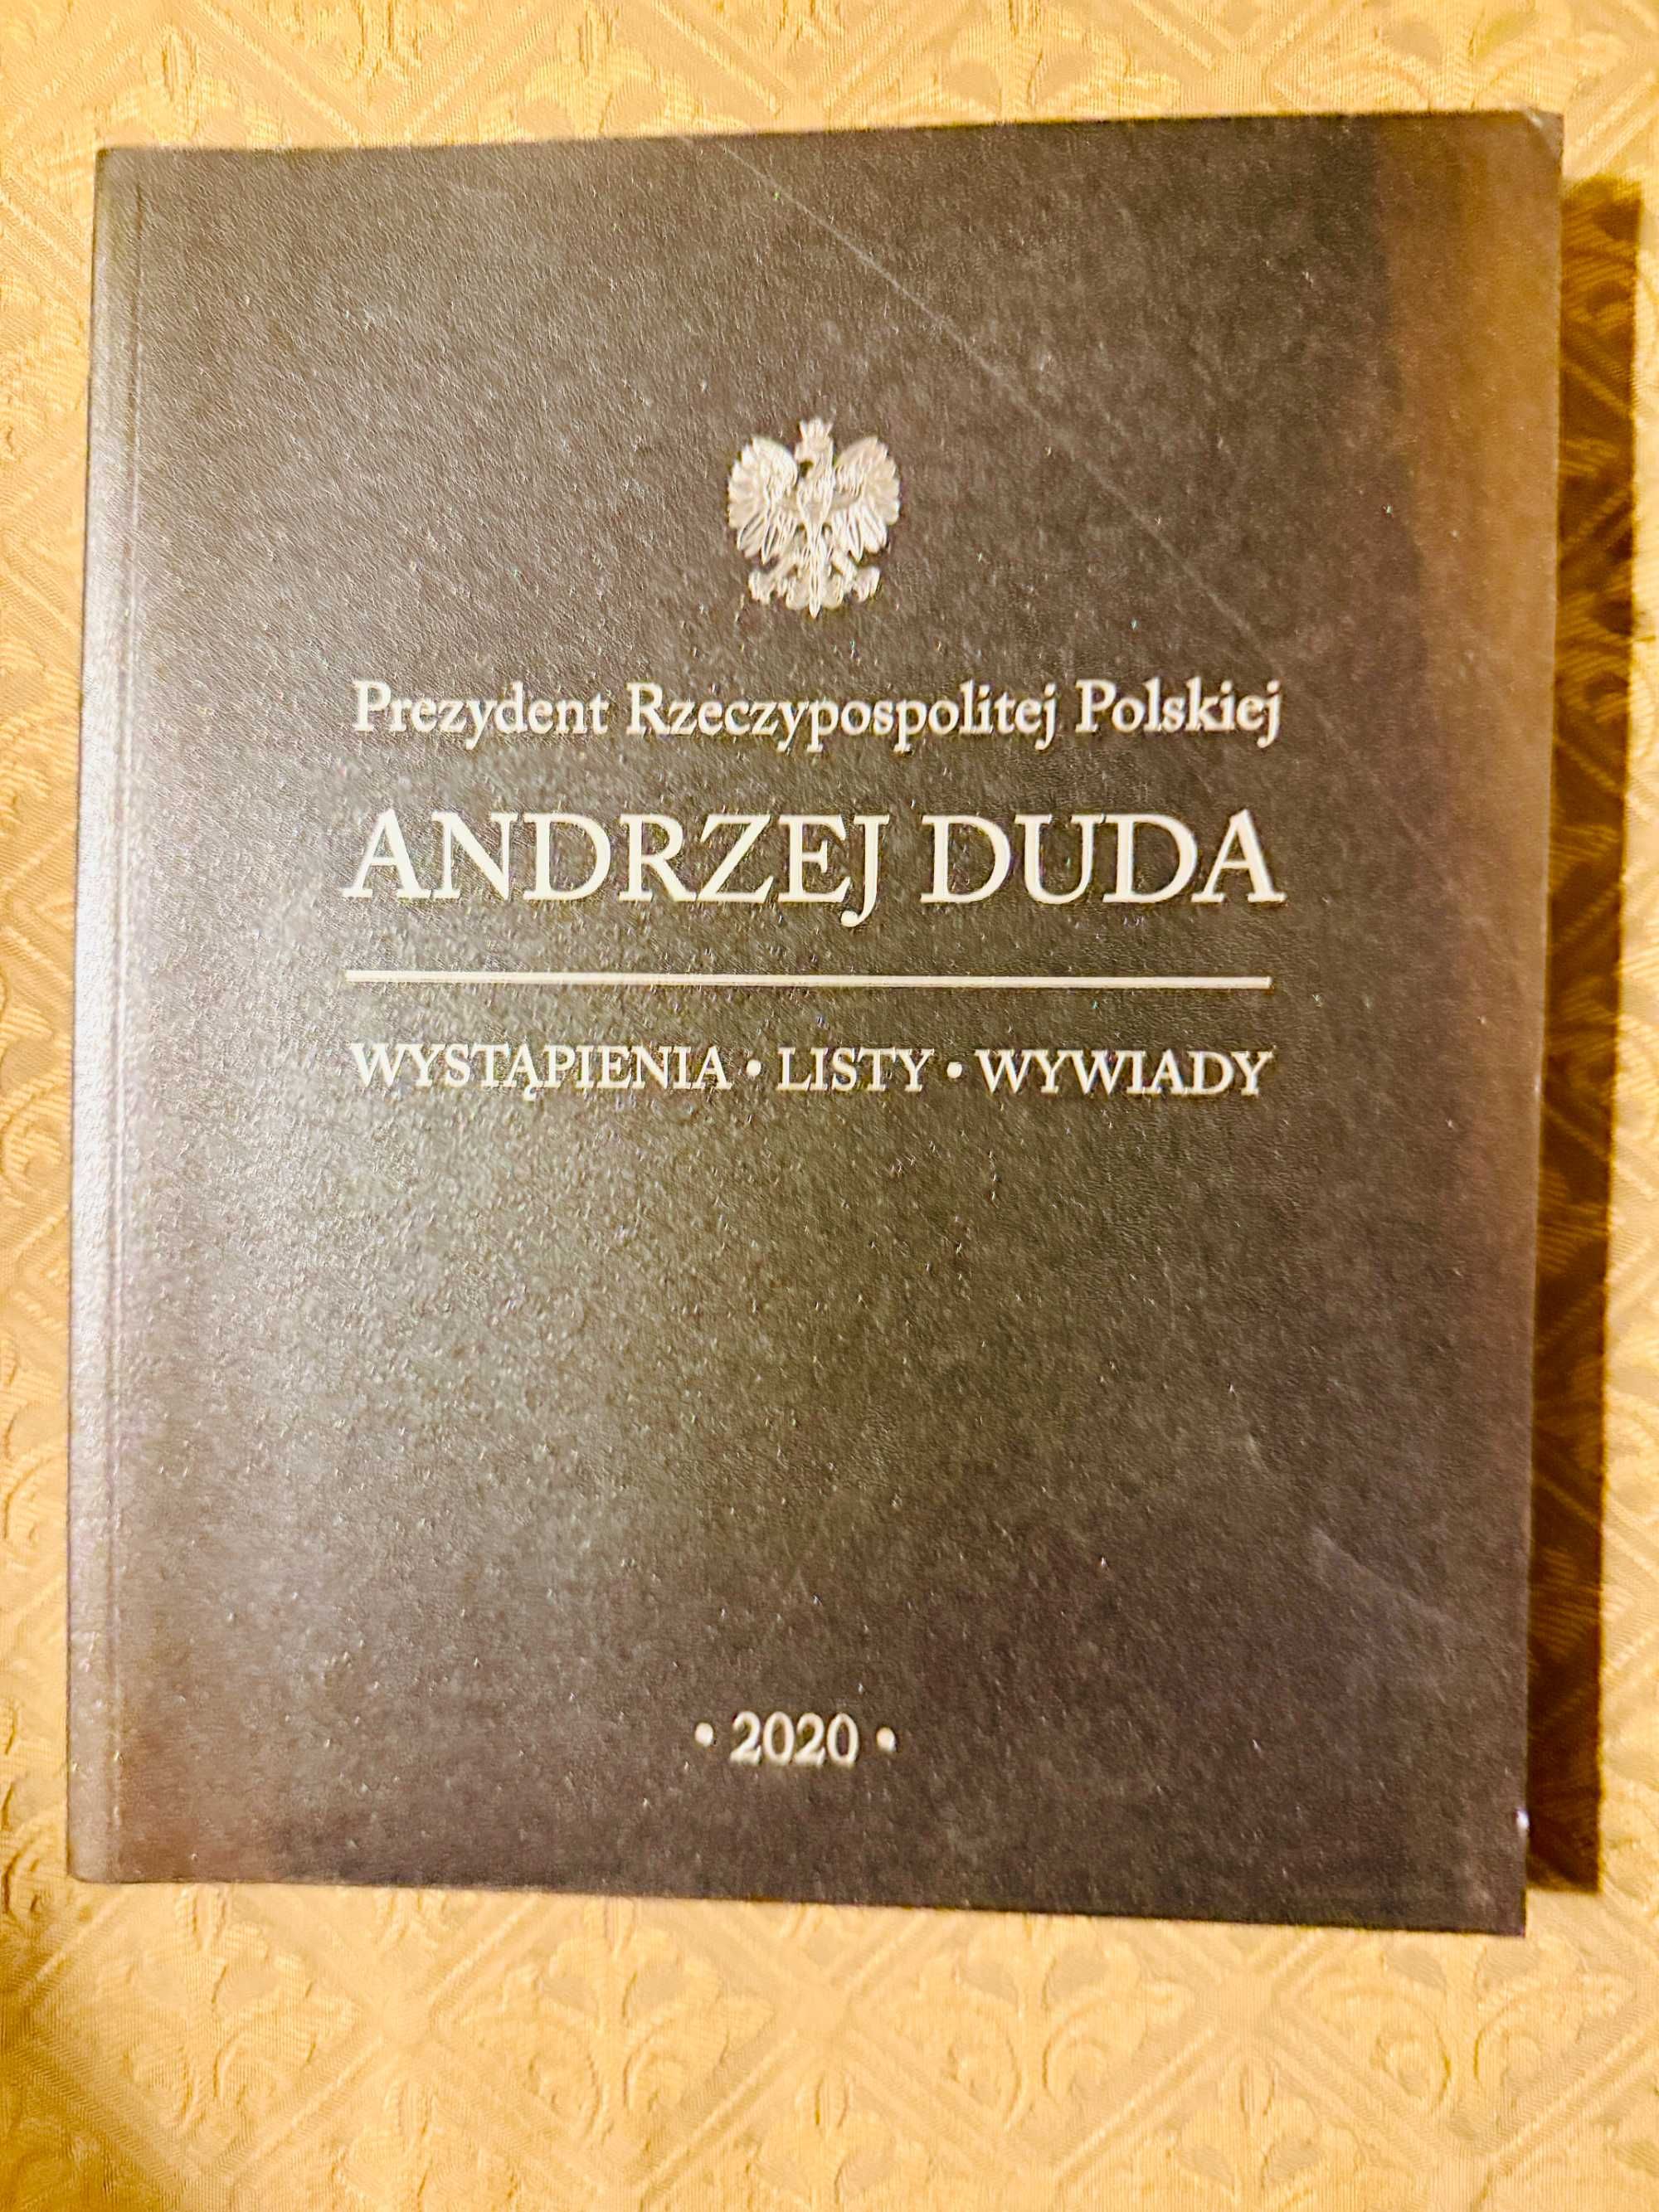 Prezydent Rzeczypospolitej Polskiej
ANDRZEJ DUDA
WYSTĄPIENIA • LISTY • WYWIADY
• 2020 •